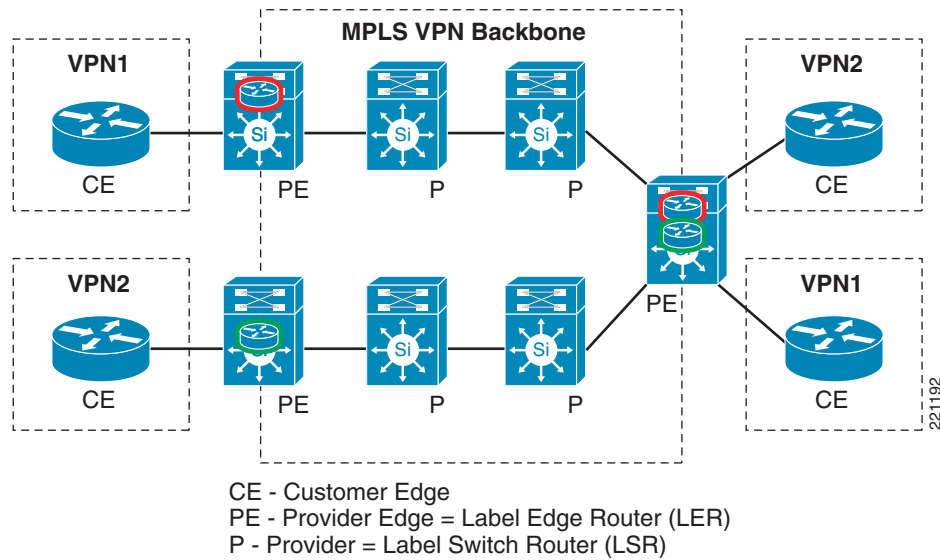 MPLS VPN Backbone
VPN1
CE
Si
PE
Si
P
Si
P
VPN2
CE
VPN2
CE
PE
Si
P
Si
P
PE
VPN1
CE
221192
CE - Customer Edge
PE - Provider Edge = Label Edge Router (LER)
P - Provider = Label Switch Router (LSR)